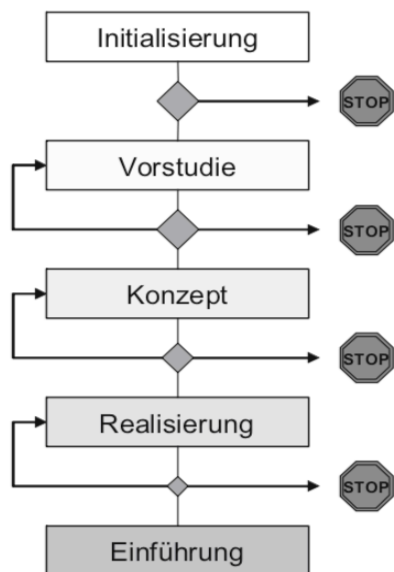 Initialisierung
STOP
Vorstudie
STOP
Konzept
STOP
Realisierung
STOP
Einführung